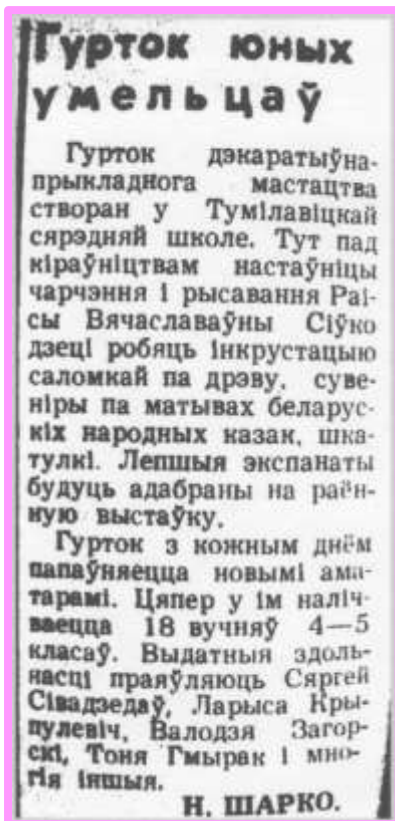 Гурток юных
умельцаў
Гурток дэкаратыўна-
прыкладнога мастацтва
створан у Тумілавіцкай
сярэдняй школе. Тут пад
кіраўніцтвам настаўніцы
чарчэння і рысавання Раі-
сы Вячаславаўны Сіўко
дзеці робяць інкрустацыю
саломкай па дрэву, суве-
ніры па матывах беларус-
кіх народных казак, шка-
тулкі. Лепшыя экспанаты
будуць адабраны на раён-
ную выстаўку.
Гурток з кожным днём
папаўняецца новымі ама-
тарамі. Цяпер у ім наліч-
ваецца 18 вучняў 4—5
класаў. Выдатныя здоль-
насці праяўляюць Сяргей
Сівадзедаў, Ларыса Кры-
пулевіч, Валодзя Загор-
скі, Тоня Гмырак і мно-
гія іншыя.
Н. ШАРКО.